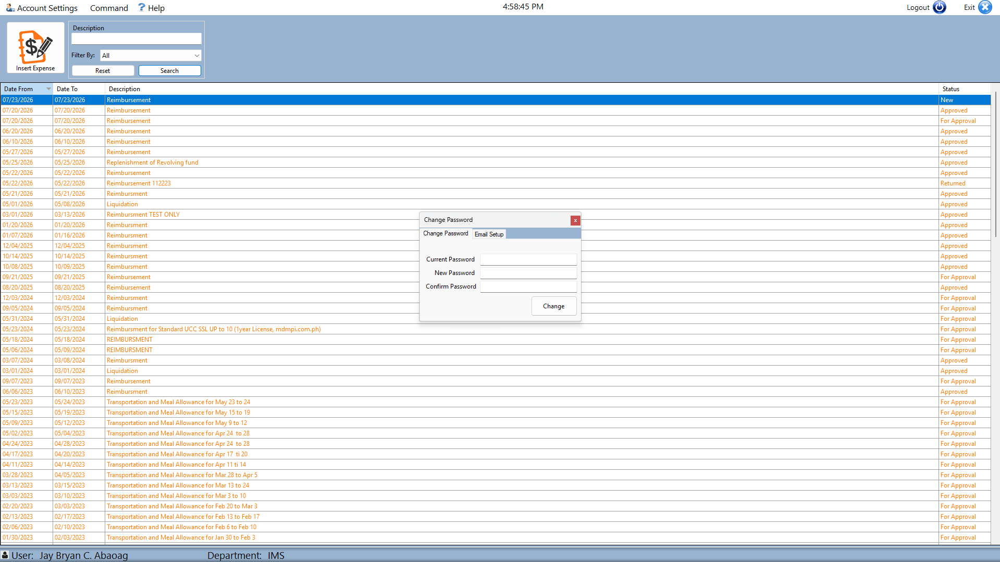 Account Settings Command ? Help 4:58:45 PM Logout Exit
Insert Expense
Description
Filter By: All
Reset Search
Date From Date To Description Status
07/23/2026 07/23/2026 Reimbursement New
07/20/2026 07/20/2026 Reimbursement Approved
07/20/2026 07/20/2026 Reimbursement For Approval
06/20/2026 06/20/2026 Reimbursement Approved
06/10/2026 06/10/2026 Reimbursement Approved
05/27/2026 05/27/2026 Reimbursement Approved
05/25/2026 05/25/2026 Replenishment of Revolving fund Approved
05/22/2026 05/22/2026 Reimbursement Approved
05/22/2026 05/22/2026 Reimbursement 112223 Returned
05/21/2026 05/21/2026 Reimbursment Approved
05/01/2026 05/08/2026 Liquidation Approved
03/01/2026 03/13/2026 Reimbursment TEST ONLY Approved
01/20/2026 01/20/2026 Reimbursment Approved
01/07/2026 01/16/2026 Reimbursment Approved
12/04/2025 12/04/2025 Reimbursment Approved
10/14/2025 10/14/2025 Reimbursment Approved
10/08/2025 10/09/2025 Reimbursment Approved
09/21/2025 09/21/2025 Reimbursement For Approval
08/20/2025 08/20/2025 Reimbursement Approved
12/03/2024 12/03/2024 Reimbursment For Approval
09/05/2024 09/05/2024 Reimbursment For Approval
05/31/2024 05/31/2024 Liquidation For Approval
05/23/2024 05/23/2024 Reimbursment for Standard UCC SSL UP to 10 (1year License, mdmpi.com.ph) For Approval
05/18/2024 05/18/2024 REIMBURSMENT For Approval
05/06/2024 05/09/2024 REIMBURSMENT For Approval
03/07/2024 03/08/2024 Reimbursment Approved
03/01/2024 03/01/2024 Liquidation Approved
09/07/2023 09/07/2023 Reimbursement For Approval
06/06/2023 06/10/2023 Reimbursment Approved
05/23/2023 05/24/2023 Transportation and Meal Allowance for May 23 to 24 For Approval
05/15/2023 05/19/2023 Transportation and Meal Allowance for May 15 to 19 For Approval
05/09/2023 05/12/2023 Transportation and Meal Allowance for May 9 to 12 For Approval
05/02/2023 05/04/2023 Transportation and Meal Allowance for Apr 24 to 28 For Approval
04/24/2023 04/28/2023 Transportation and Meal Allowance for Apr 24 to 28 For Approval
04/17/2023 04/20/2023 Transportation and Meal Allowance for Apr 17 ti 20 For Approval
04/11/2023 04/14/2023 Transportation and Meal Allowance for Apr 11 ti 14 For Approval
03/28/2023 04/05/2023 Transportation and Meal Allowance for Mar 28 to Apr 5 For Approval
03/13/2023 03/15/2023 Transportation and Meal Allowance for Mar 13 to 24 For Approval
03/03/2023 03/10/2023 Transportation and Meal Allowance for Mar 3 to 10 For Approval
02/20/2023 03/03/2023 Transportation and Meal Allowance for Feb 20 to Mar 3 For Approval
02/13/2023 02/17/2023 Transportation and Meal Allowance for Feb 13 to Feb 17 For Approval
02/06/2023 02/10/2023 Transportation and Meal Allowance for Feb 6 to Feb 10 For Approval
01/30/2023 02/03/2023 Transportation and Meal Allowance for Jan 30 to Feb 3 For Approval
Change Password x
Change Password Email Setup
Current Password
New Password
Confirm Password
Change
User: Jay Bryan C. Abaoag Department: IMS